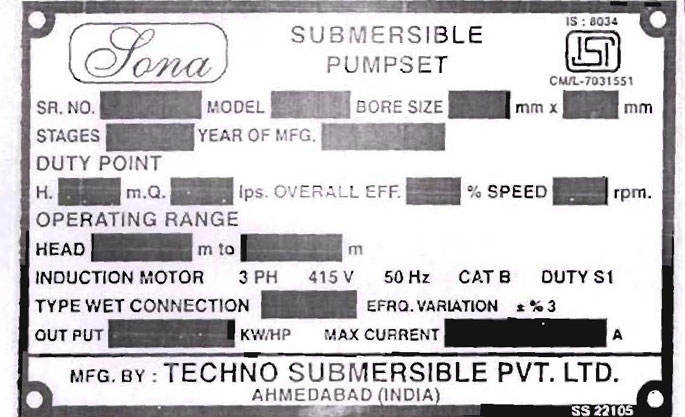 IS : 8034
Sona
SUBMERSIBLE
PUMPSET
ISI
CM/L-7031551
SR. NO. MODEL BORE SIZE mm x mm
STAGES YEAR OF MFG.
DUTY POINT
H. m.Q. lps. OVERALL EFF. % SPEED rpm.
OPERATING RANGE
HEAD m to m
INDUCTION MOTOR 3 PH 415 V 50 Hz CAT B DUTY S1
TYPE WET CONNECTION EFRQ. VARIATION ± % 3
OUT PUT KW/HP MAX CURRENT A
MFG. BY : TECHNO SUBMERSIBLE PVT. LTD.
AHMEDABAD (INDIA)
SS 22105